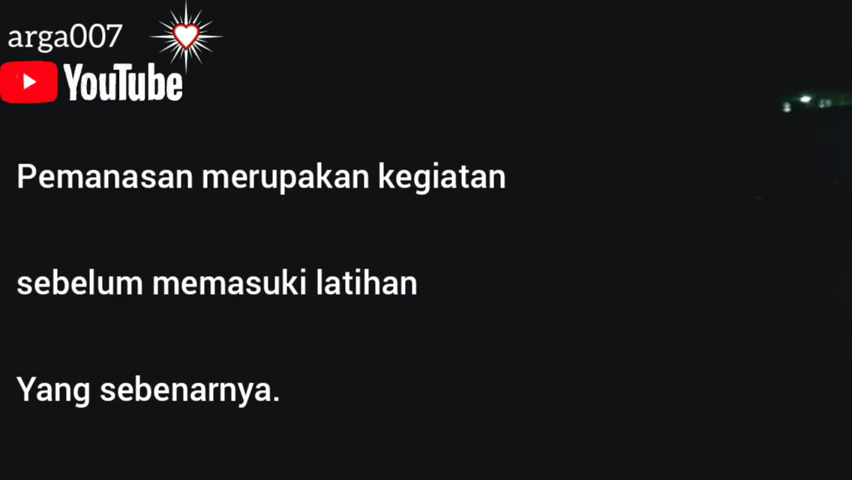 arga007
YouTube
Pemanasan merupakan kegiatan
sebelum memasuki latihan
Yang sebenarnya.